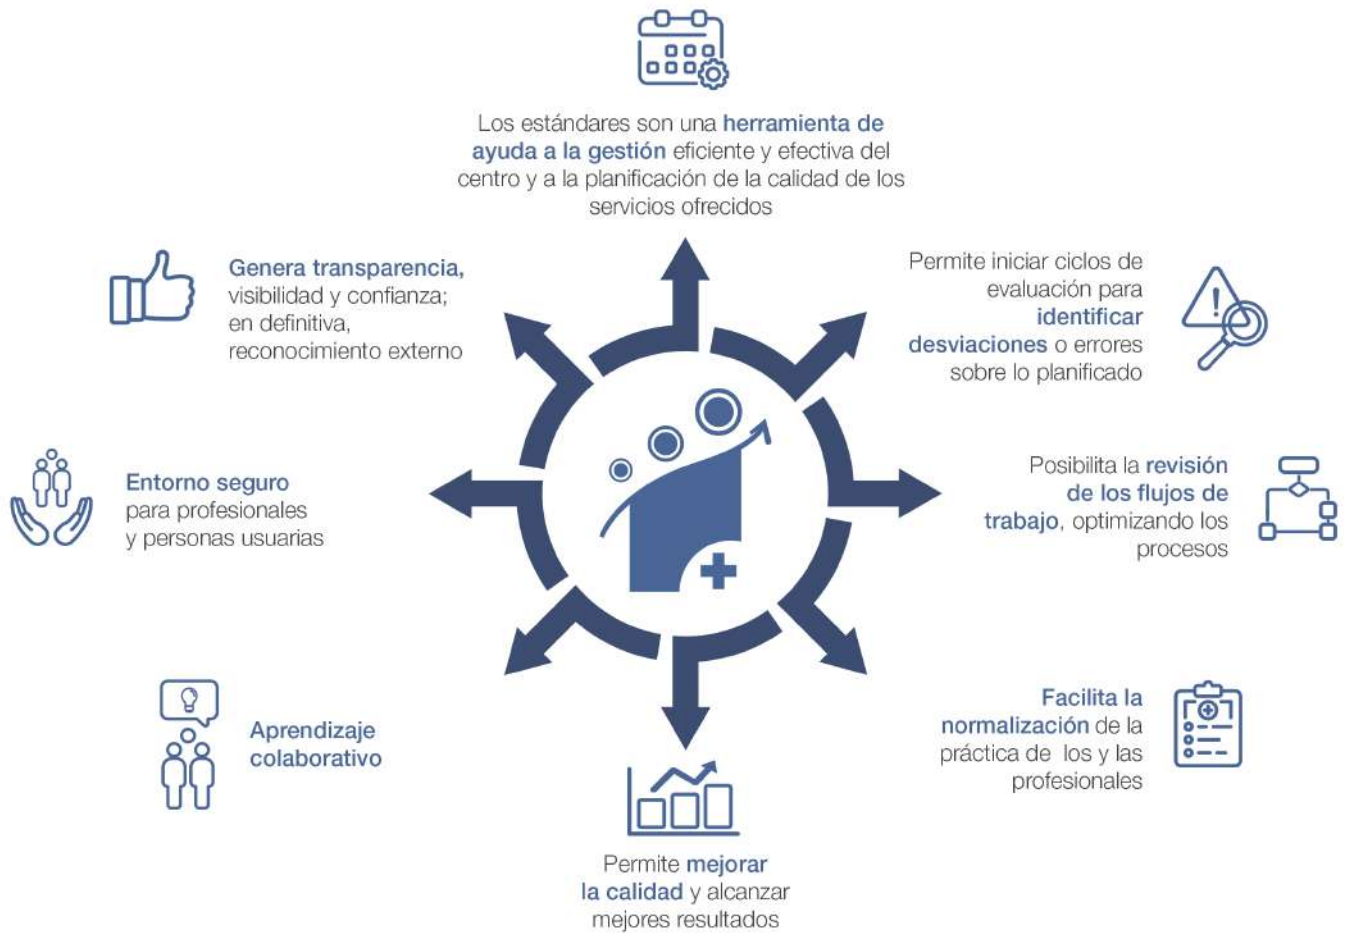 Los estándares son una herramienta de
ayuda a la gestión eficiente y efectiva del
centro y a la planificación de la calidad de los
servicios ofrecidos
Permite iniciar ciclos de
evaluación para
identificar
desviaciones o errores
sobre lo planificado
Posibilita la revisión
de los flujos de
trabajo, optimizando los
procesos
Facilita la
normalización de la
práctica de los y las
profesionales
Permite mejorar
la calidad y alcanzar
mejores resultados
Aprendizaje
colaborativo
Entorno seguro
para profesionales
y personas usuarias
Genera transparencia,
visibilidad y confianza;
en definitiva,
reconocimiento externo